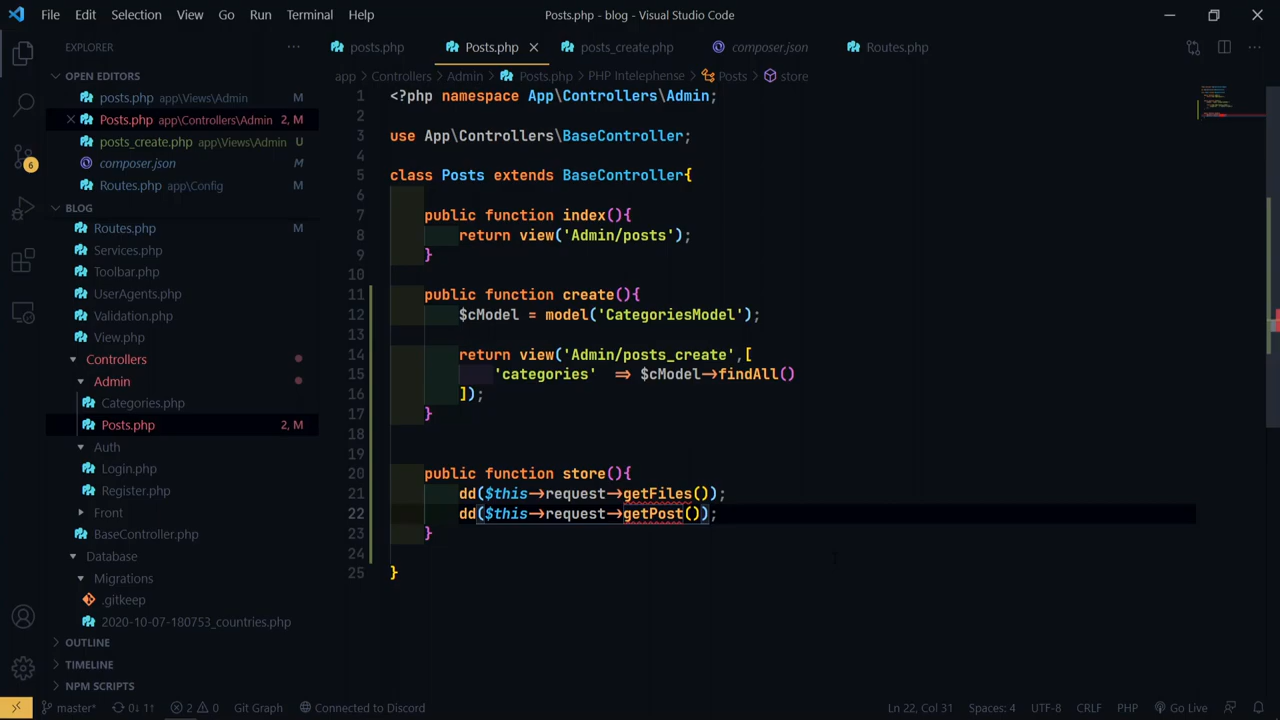 File Edit Selection View Go Run Terminal Help Posts.php - blog - Visual Studio Code
EXPLORER
OPEN EDITORS
posts.php app\Views\Admin M
Posts.php app\Controllers\Admin 2, M
posts_create.php app\Views\Admin U
composer.json M
Routes.php app\Config M
BLOG
Routes.php M
Services.php
Toolbar.php
UserAgents.php
Validation.php
View.php
Controllers
Admin
Categories.php
Posts.php 2, M
Auth
Login.php
Register.php
Front
BaseController.php
Database
Migrations
.gitkeep
2020-10-07-180753_countries.php
OUTLINE
TIMELINE
NPM SCRIPTS
6
posts.php Posts.php posts_create.php composer.json Routes.php
app Controllers Admin Posts.php PHP Intelephense Posts store
1 <?php namespace App\Controllers\Admin;
2
3 use App\Controllers\BaseController;
4
5 class Posts extends BaseController{
6
7 public function index(){
8 return view('Admin/posts');
9 }
10
11 public function create(){
12 $cModel = model('CategoriesModel');
13
14 return view('Admin/posts_create',[
15 'categories' => $cModel->findAll()
16 ]);
17 }
18
19
20 public function store(){
21 dd($this->request->getFiles());
22 dd($this->request->getPost());
23 }
24
25 }
master* 0↓ 1↑ 2 0 Git Graph Connected to Discord Ln 22, Col 31 Spaces: 4 UTF-8 CRLF PHP Go Live